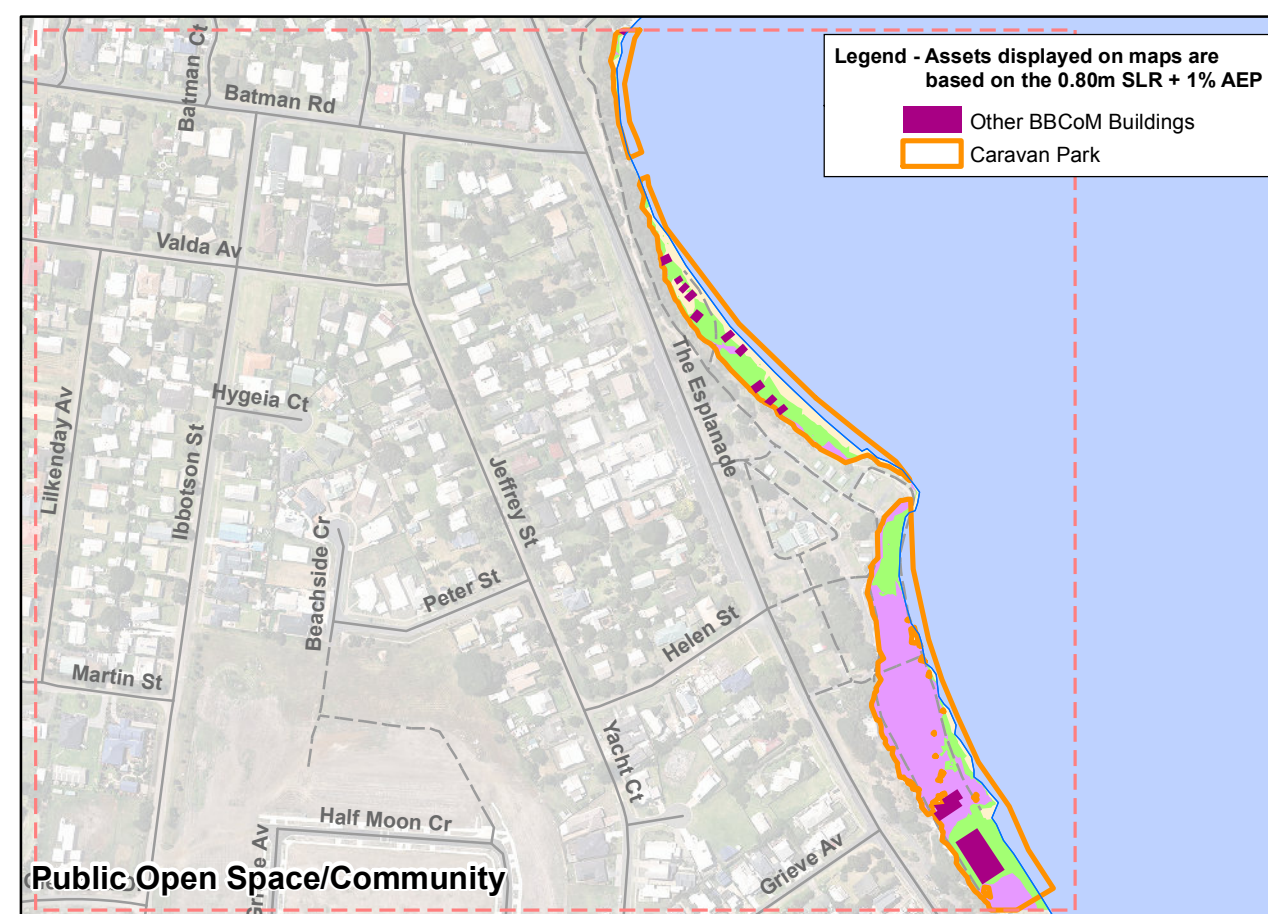 Legend - Assets displayed on maps are
based on the 0.80m SLR + 1% AEP
Other BBCoM Buildings
Caravan Park
Batman Ct
Batman Rd
Valda Av
The Esplanade
Lilkenday Av
Hygeia Ct
Ibbotson St
Jeffrey St
Beachside Cr
Peter St
Helen St
Martin St
Yacht Ct
Half Moon Cr
Grieve Av
Public Open Space/Community